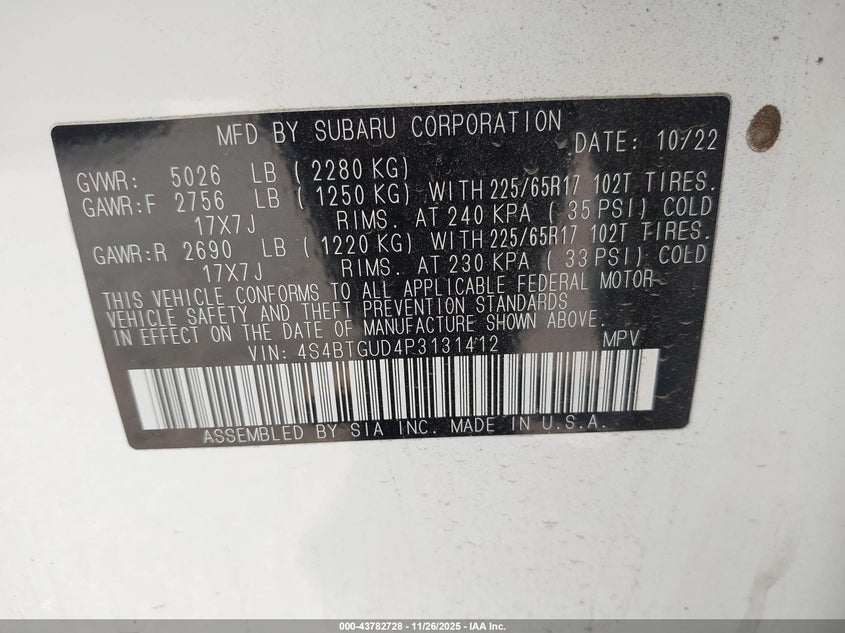 MFD BY SUBARU CORPORATION DATE: 10/22
GVWR: 5026 LB ( 2280 KG)
GAWR:F 2756 LB ( 1250 KG) WITH 225/65R17 102T TIRES.
17X7J RIMS. AT 240 KPA ( 35 PSI) COLD
GAWR:R 2690 LB ( 1220 KG) WITH 225/65R17 102T TIRES.
17X7J RIMS. AT 230 KPA ( 33 PSI) COLD
THIS VEHICLE CONFORMS TO ALL APPLICABLE FEDERAL MOTOR
VEHICLE SAFETY AND THEFT PREVENTION STANDARDS
IN EFFECT ON DATE OF MANUFACTURE SHOWN ABOVE.
VIN: 4S4BTGUD4P3131412 MPV
ASSEMBLED BY SIA INC. MADE IN U.S.A.
000-43782728 - 11/26/2025 - IAA Inc.